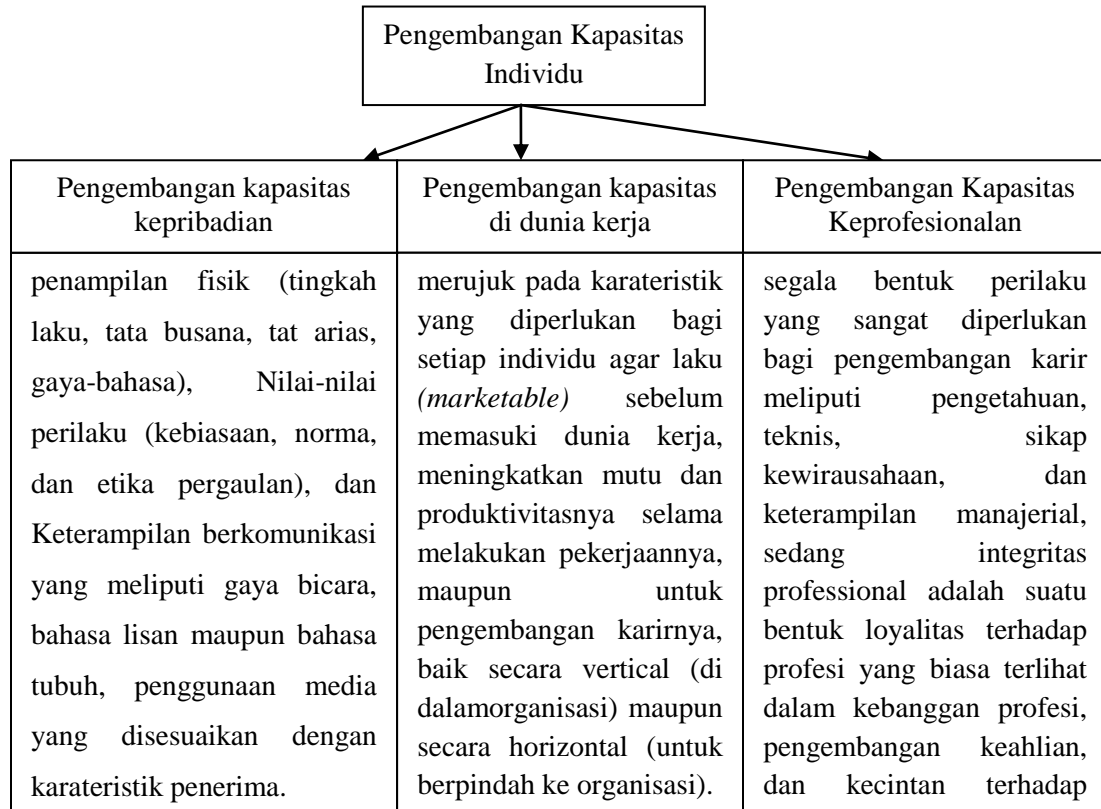 Pengembangan Kapasitas
Individu
Pengembangan kapasitas
kepribadian
penampilan fisik (tingkah
laku, tata busana, tat arias,
gaya-bahasa), Nilai-nilai
perilaku (kebiasaan, norma,
dan etika pergaulan), dan
Keterampilan berkomunikasi
yang meliputi gaya bicara,
bahasa lisan maupun bahasa
tubuh, penggunaan media
yang disesuaikan dengan
karateristik penerima.
Pengembangan kapasitas
di dunia kerja
merujuk pada karateristik
yang diperlukan bagi
setiap individu agar laku
(marketable) sebelum
memasuki dunia kerja,
meningkatkan mutu dan
produktivitasnya selama
melakukan pekerjaannya,
maupun untuk
pengembangan karirnya,
baik secara vertical (di
dalamorganisasi) maupun
secara horizontal (untuk
berpindah ke organisasi).
Pengembangan Kapasitas
Keprofesionalan
segala bentuk perilaku
yang sangat diperlukan
bagi pengembangan karir
meliputi pengetahuan,
teknis, sikap
kewirausahaan, dan
keterampilan manajerial,
sedang integritas
professional adalah suatu
bentuk loyalitas terhadap
profesi yang biasa terlihat
dalam kebanggan profesi,
pengembangan keahlian,
dan kecintan terhadap